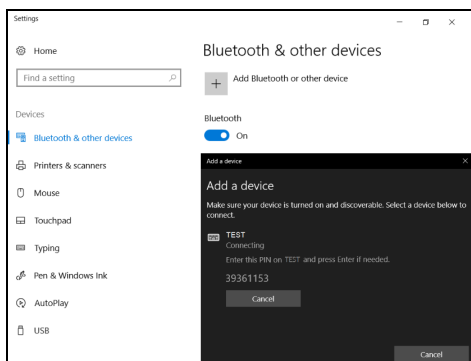 Settings
Home
Find a setting
Devices
Bluetooth & other devices
Printers & scanners
Mouse
Touchpad
Typing
Pen & Windows Ink
AutoPlay
USB
Bluetooth & other devices
Add Bluetooth or other device
Bluetooth
On
Add a device
Add a device
Make sure your device is turned on and discoverable. Select a device below to
connect.
TEST
Connecting
Enter this PIN on TEST and press Enter if needed.
39361153
Cancel
Cancel